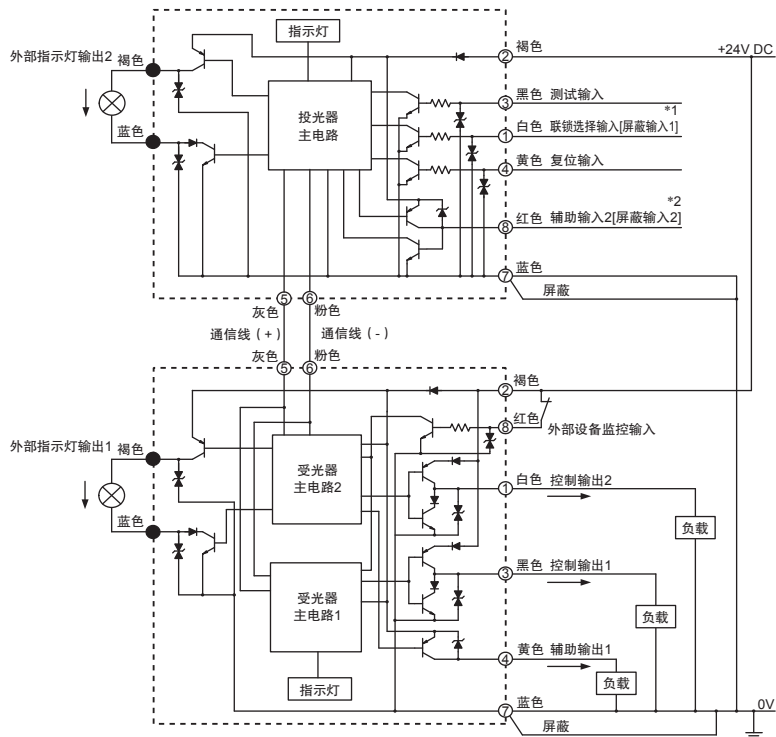 指示灯
外部指示灯输出2 褐色
蓝色
投光器
主电路
② 褐色
+24V DC
③ 黑色 测试输入
*1
① 白色 联锁选择输入[屏蔽输入1]
④ 黄色 复位输入
*2
⑧ 红色 辅助输入2[屏蔽输入2]
⑦ 蓝色
屏蔽
⑤ ⑥
灰色 粉色
通信线 ( + ) 通信线 ( - )
灰色 粉色
⑤ ⑥
② 褐色
⑧ 红色
外部设备监控输入
外部指示灯输出1 褐色
蓝色
受光器
主电路2
① 白色 控制输出2
负载
受光器
主电路1
③ 黑色 控制输出1
负载
④ 黄色 辅助输出1
负载
指示灯
⑦ 蓝色
0V
屏蔽